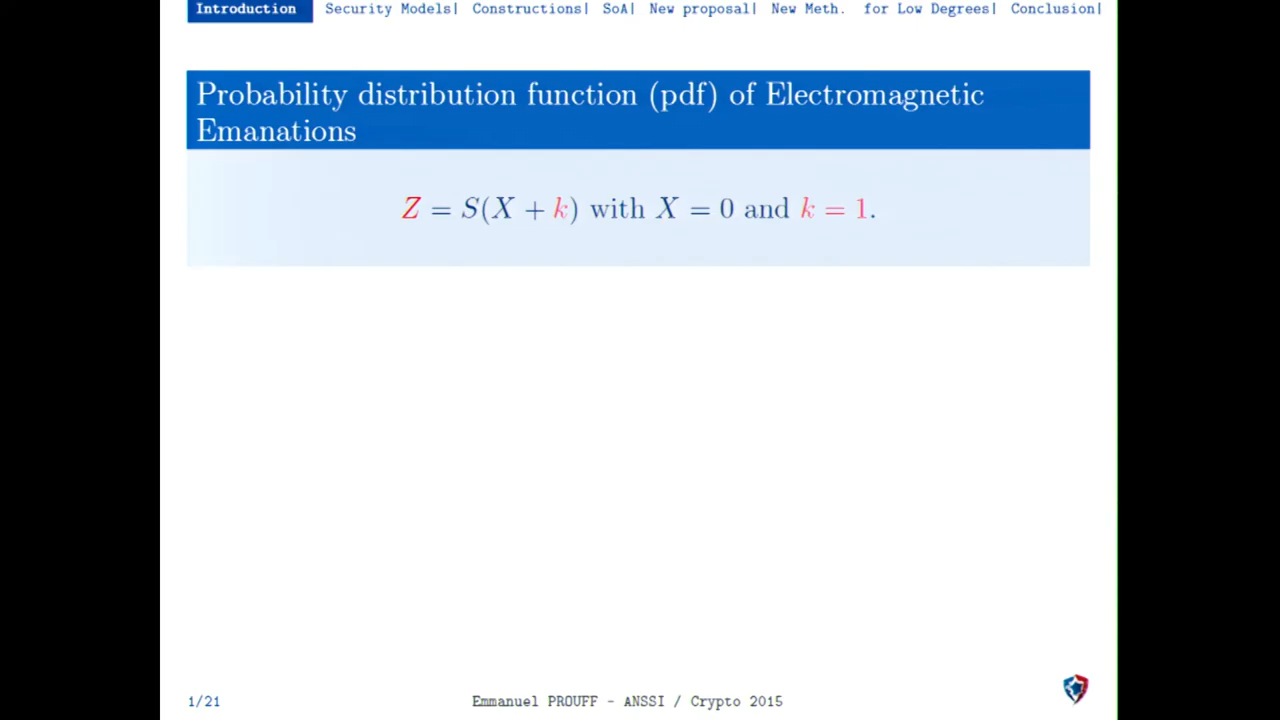 Introduction Security Models| Constructions| SoA| New proposal| New Meth. for Low Degrees| Conclusion|
Probability distribution function (pdf) of Electromagnetic
Emanations
Z = S(X + k) with X = 0 and k = 1.
1/21 Emmanuel PROUFF - ANSSI / Crypto 2015